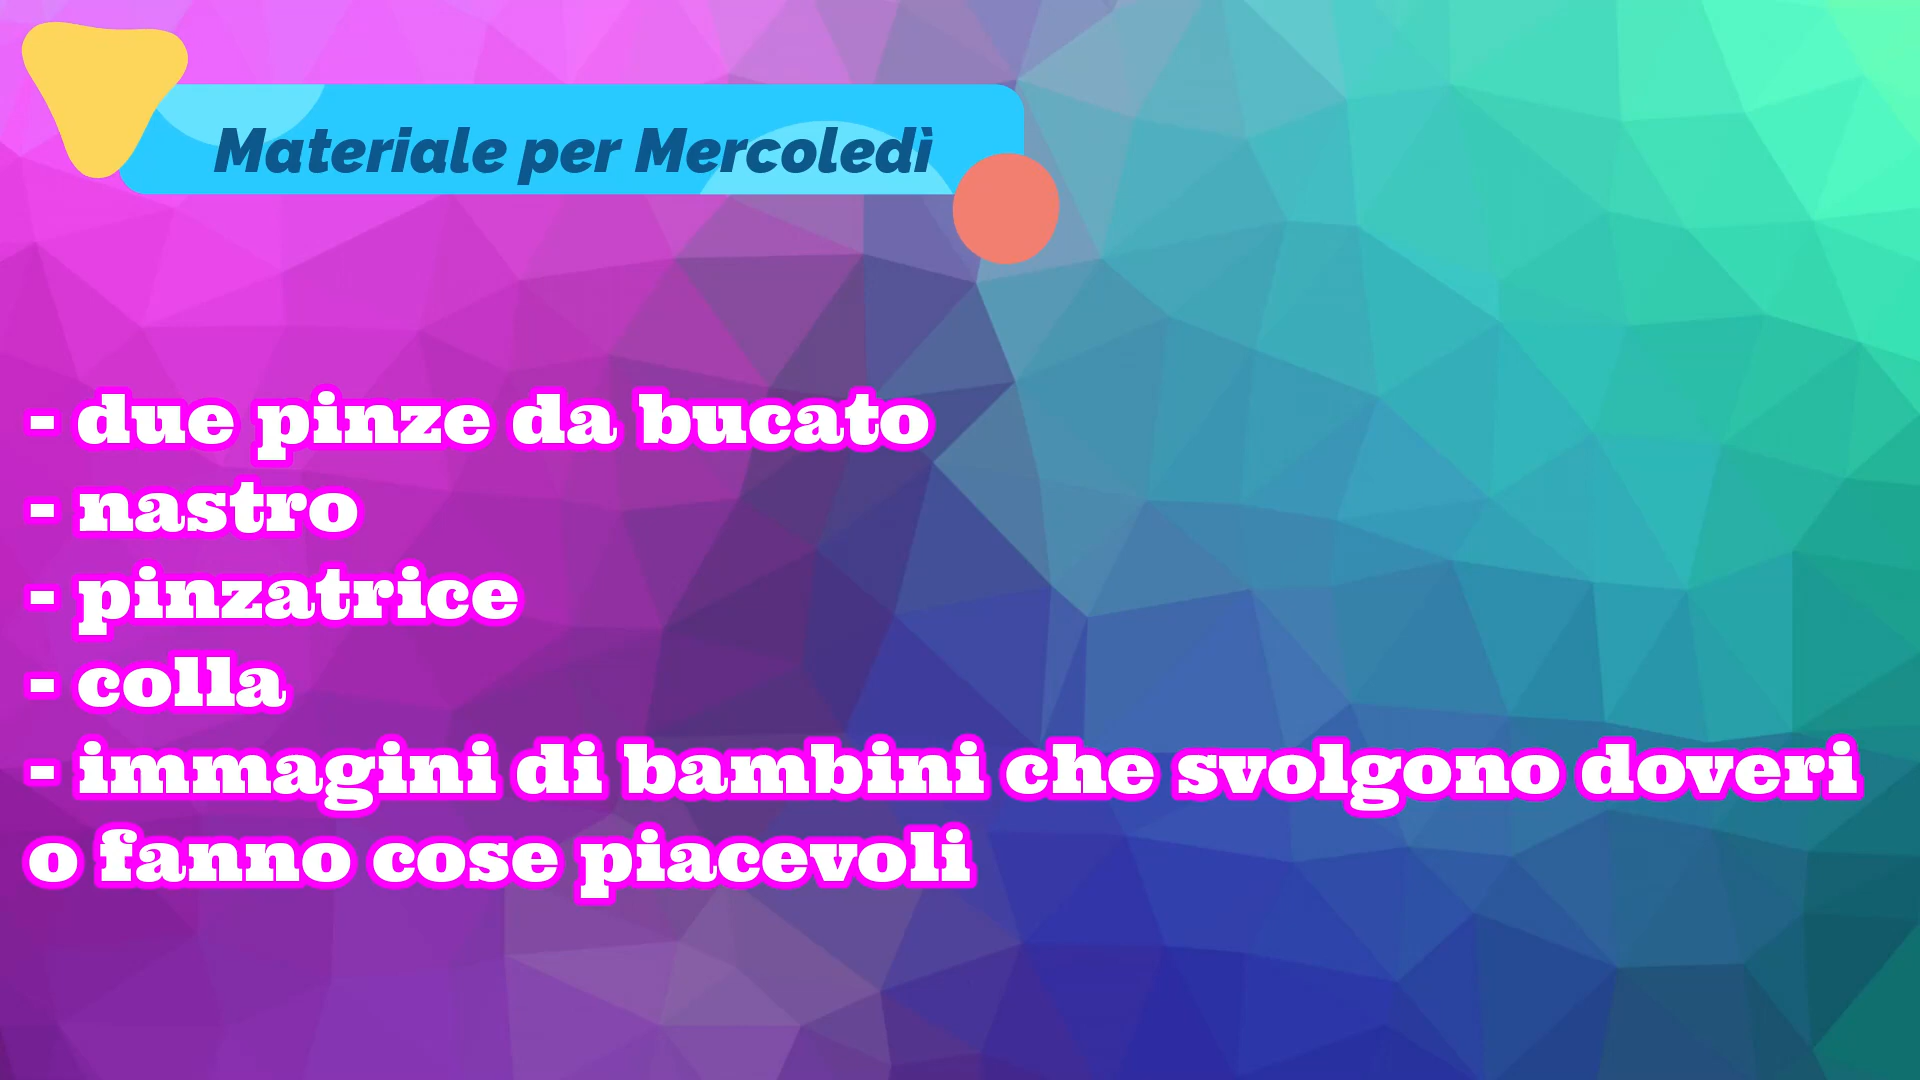 Materiale per Mercoledì
- due pinze da bucato
- nastro
- pinzatrice
- colla
- immagini di bambini che svolgono doveri
o fanno cose piacevoli